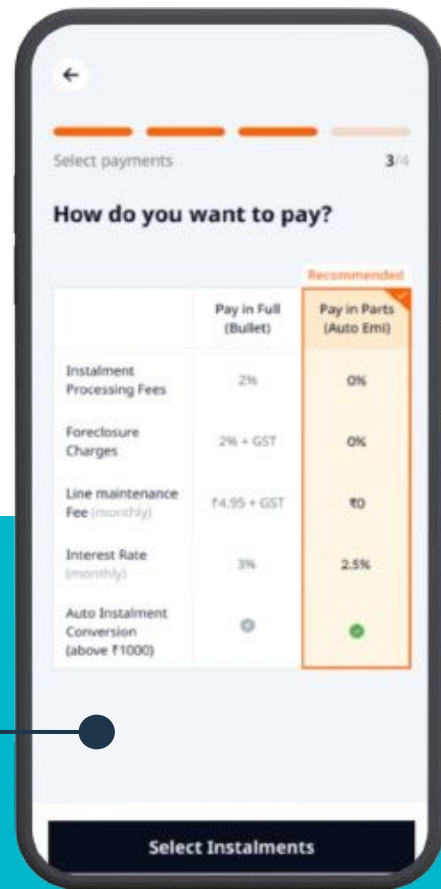 Select payments 3/4
How do you want to pay?
Recommended
Pay in Full
(Bullet)
Pay in Parts
(Auto Emi)
Instalment
Processing Fees
2%
0%
Foreclosure
Charges
2% + GST
0%
Line maintenance
Fee (monthly)
₹4.95 + GST
₹0
Interest Rate
(monthly)
3%
2.5%
Auto Instalment
Conversion
(above ₹1000)
Select Instalments